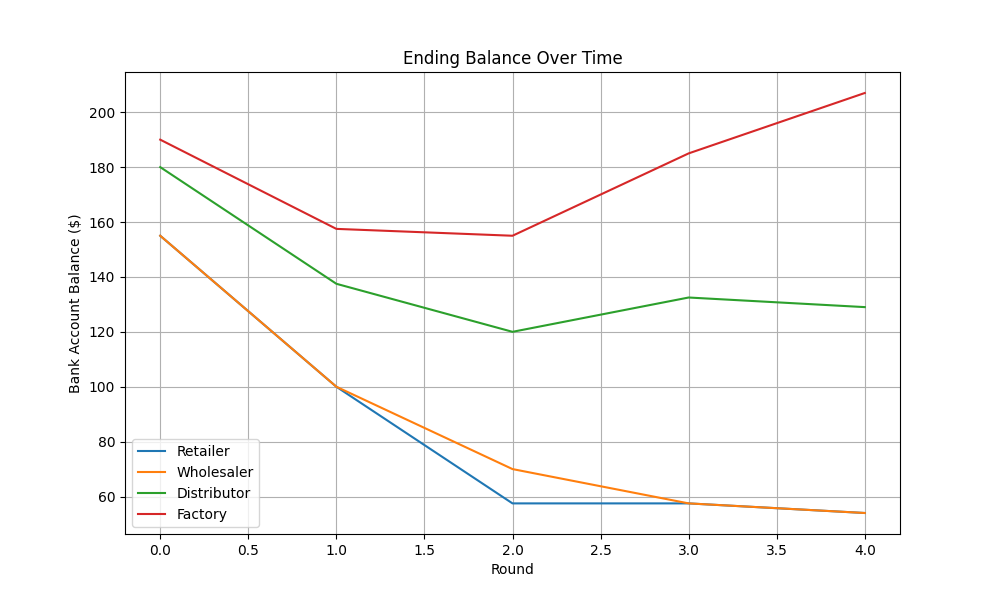 Ending Balance Over Time
Bank Account Balance ($)
200
180
160
140
120
100
80
60
Retailer
Wholesaler
Distributor
Factory
0.0 0.5 1.0 1.5 2.0 2.5 3.0 3.5 4.0
Round